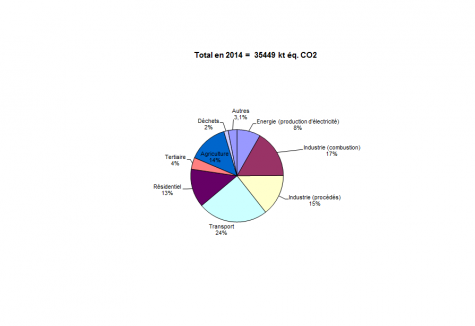 Total en 2014 = 35449 kt éq. CO2
Autres
3,1%
Energie (production d'électricité)
8%
Industrie (combustion)
17%
Industrie (procédés)
15%
Transport
24%
Résidentiel
13%
Tertiaire
4%
Agriculture
14%
Déchets
2%